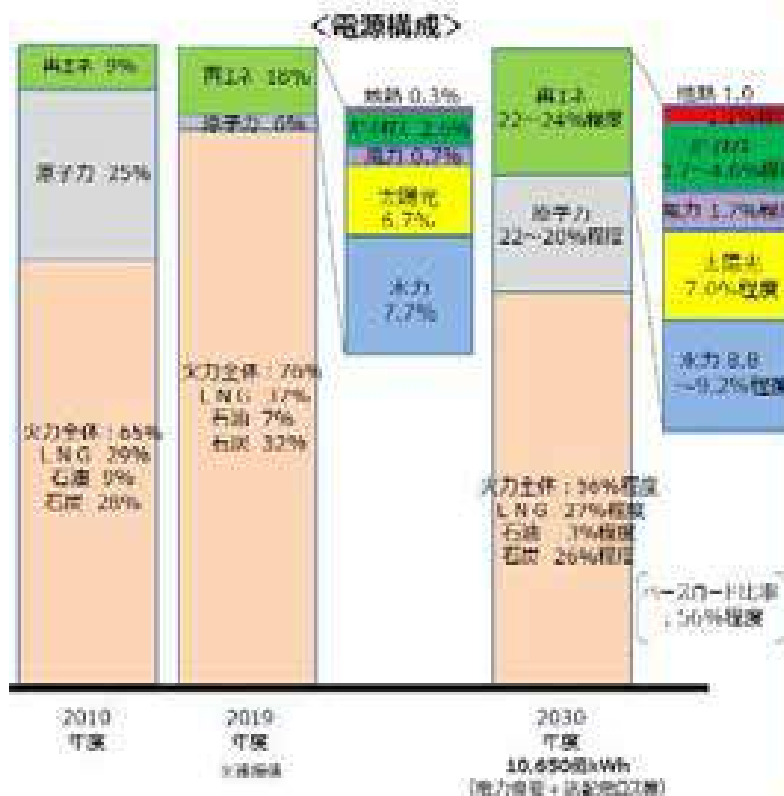 ＜電源構成＞
再エネ 9%
原子力 25%
火力全体：65%
LNG 29%
石油 9%
石炭 28%
2010
年度
再エネ 18%
原子力 6%
火力全体：76%
LNG 37%
石油 7%
石炭 32%
2019
年度
地熱 0.3%
風力 0.7%
太陽光
6.7%
水力
7.7%
再エネ
22～24%程度
原子力
22～20%程度
火力全体：56%程度
LNG 27%程度
石油 3%程度
石炭 26%程度
2030
年度
10,650億kWh
地熱 1.0
風力 1.7%程度
太陽光
7.0%程度
水力 8.8
～9.2%程度
ベースロード比率
56%程度